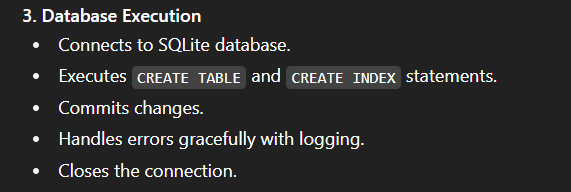 3. Database Execution
• Connects to SQLite database.
• Executes CREATE TABLE and CREATE INDEX statements.
• Commits changes.
• Handles errors gracefully with logging.
• Closes the connection.